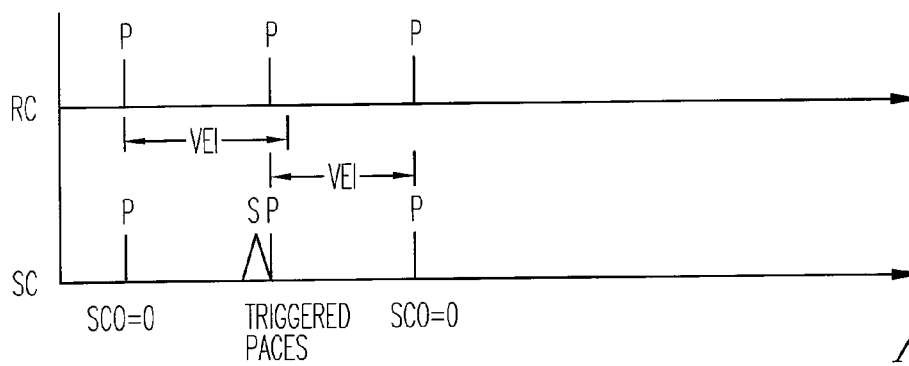 P P P
RC
VEI
VEI
P S P P
SC
SCO=0 TRIGGERED PACES SCO=0